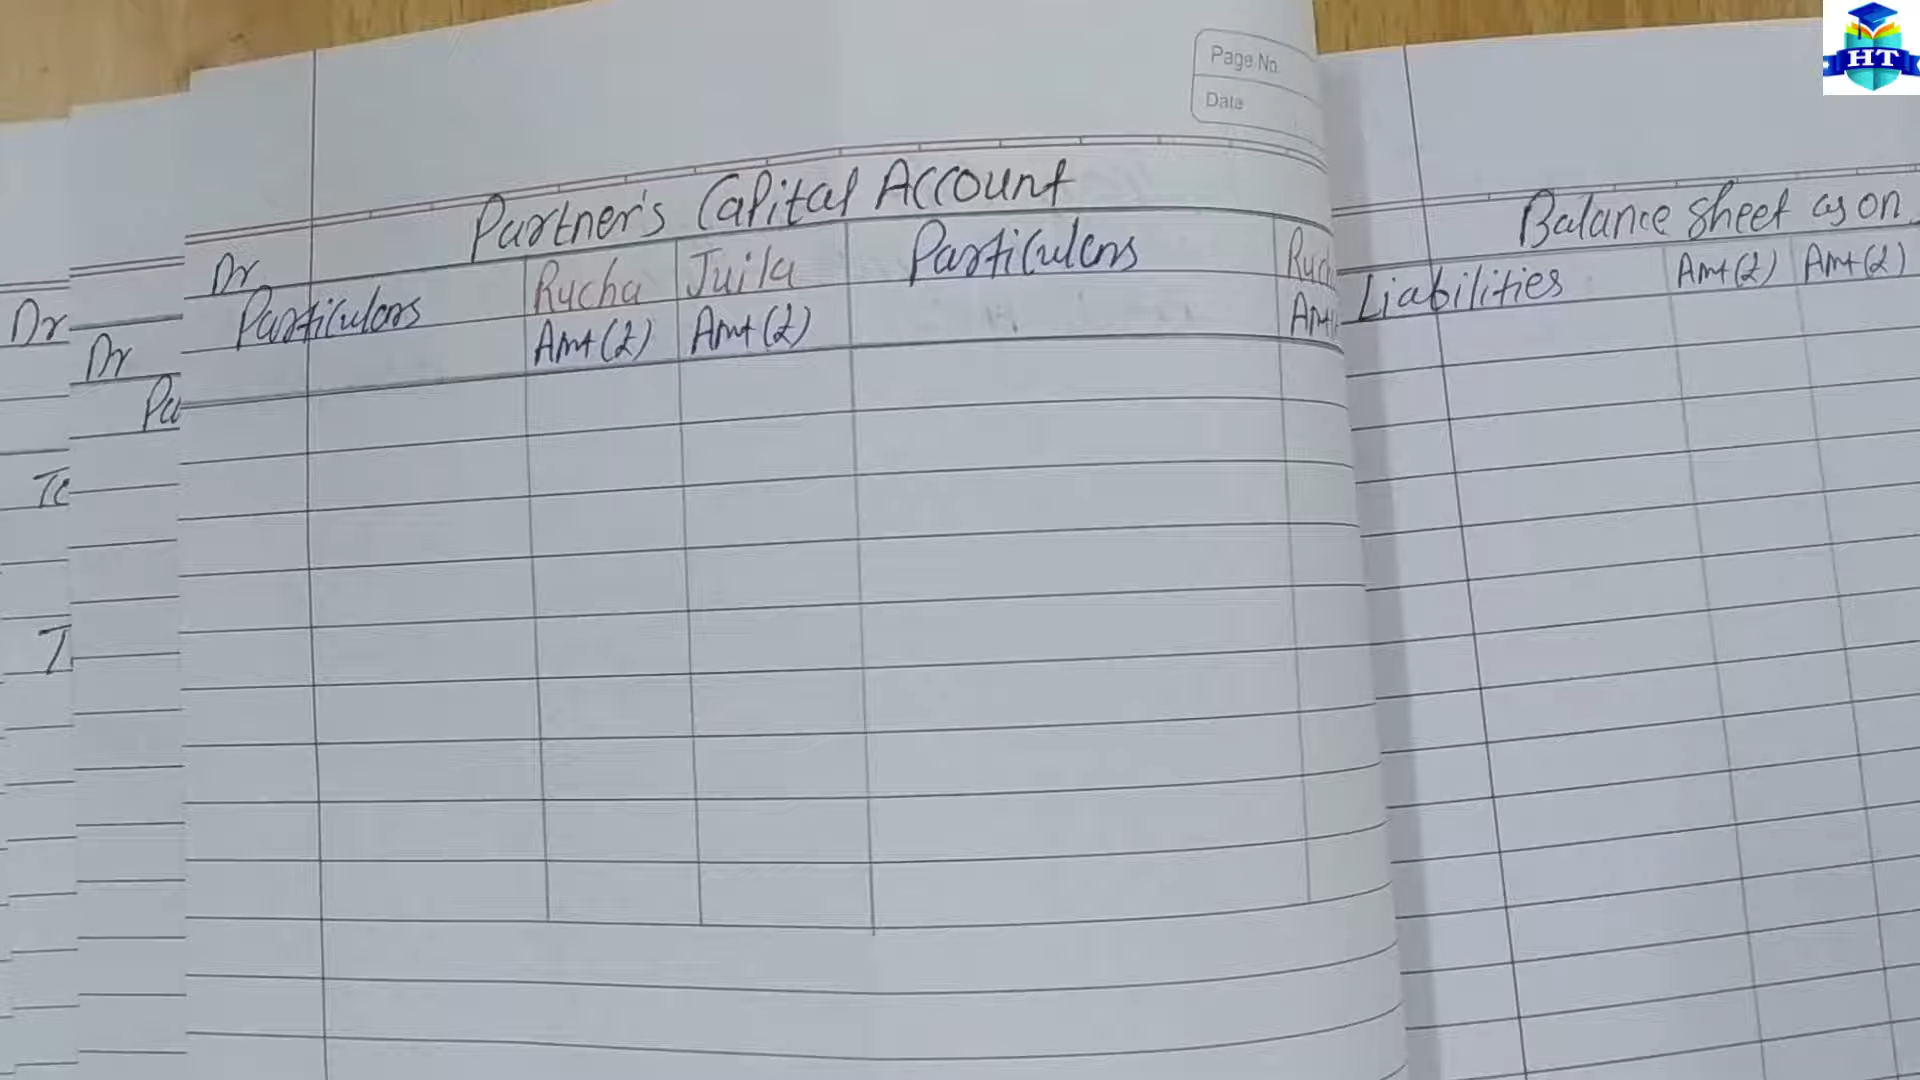 Page No.
Date
HT
Partner's Capital Account
Dr
Particulars
Rucha
Juila
Particulars
Amt (₹)
Amt (₹)
Balance sheet as on
Liabilities
Amt (₹)
Amt (₹)
Dr
Dr